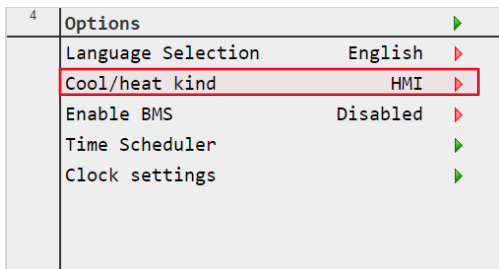 4 Options
Language Selection English
Cool/heat kind HMI
Enable BMS Disabled
Time Scheduler
Clock settings